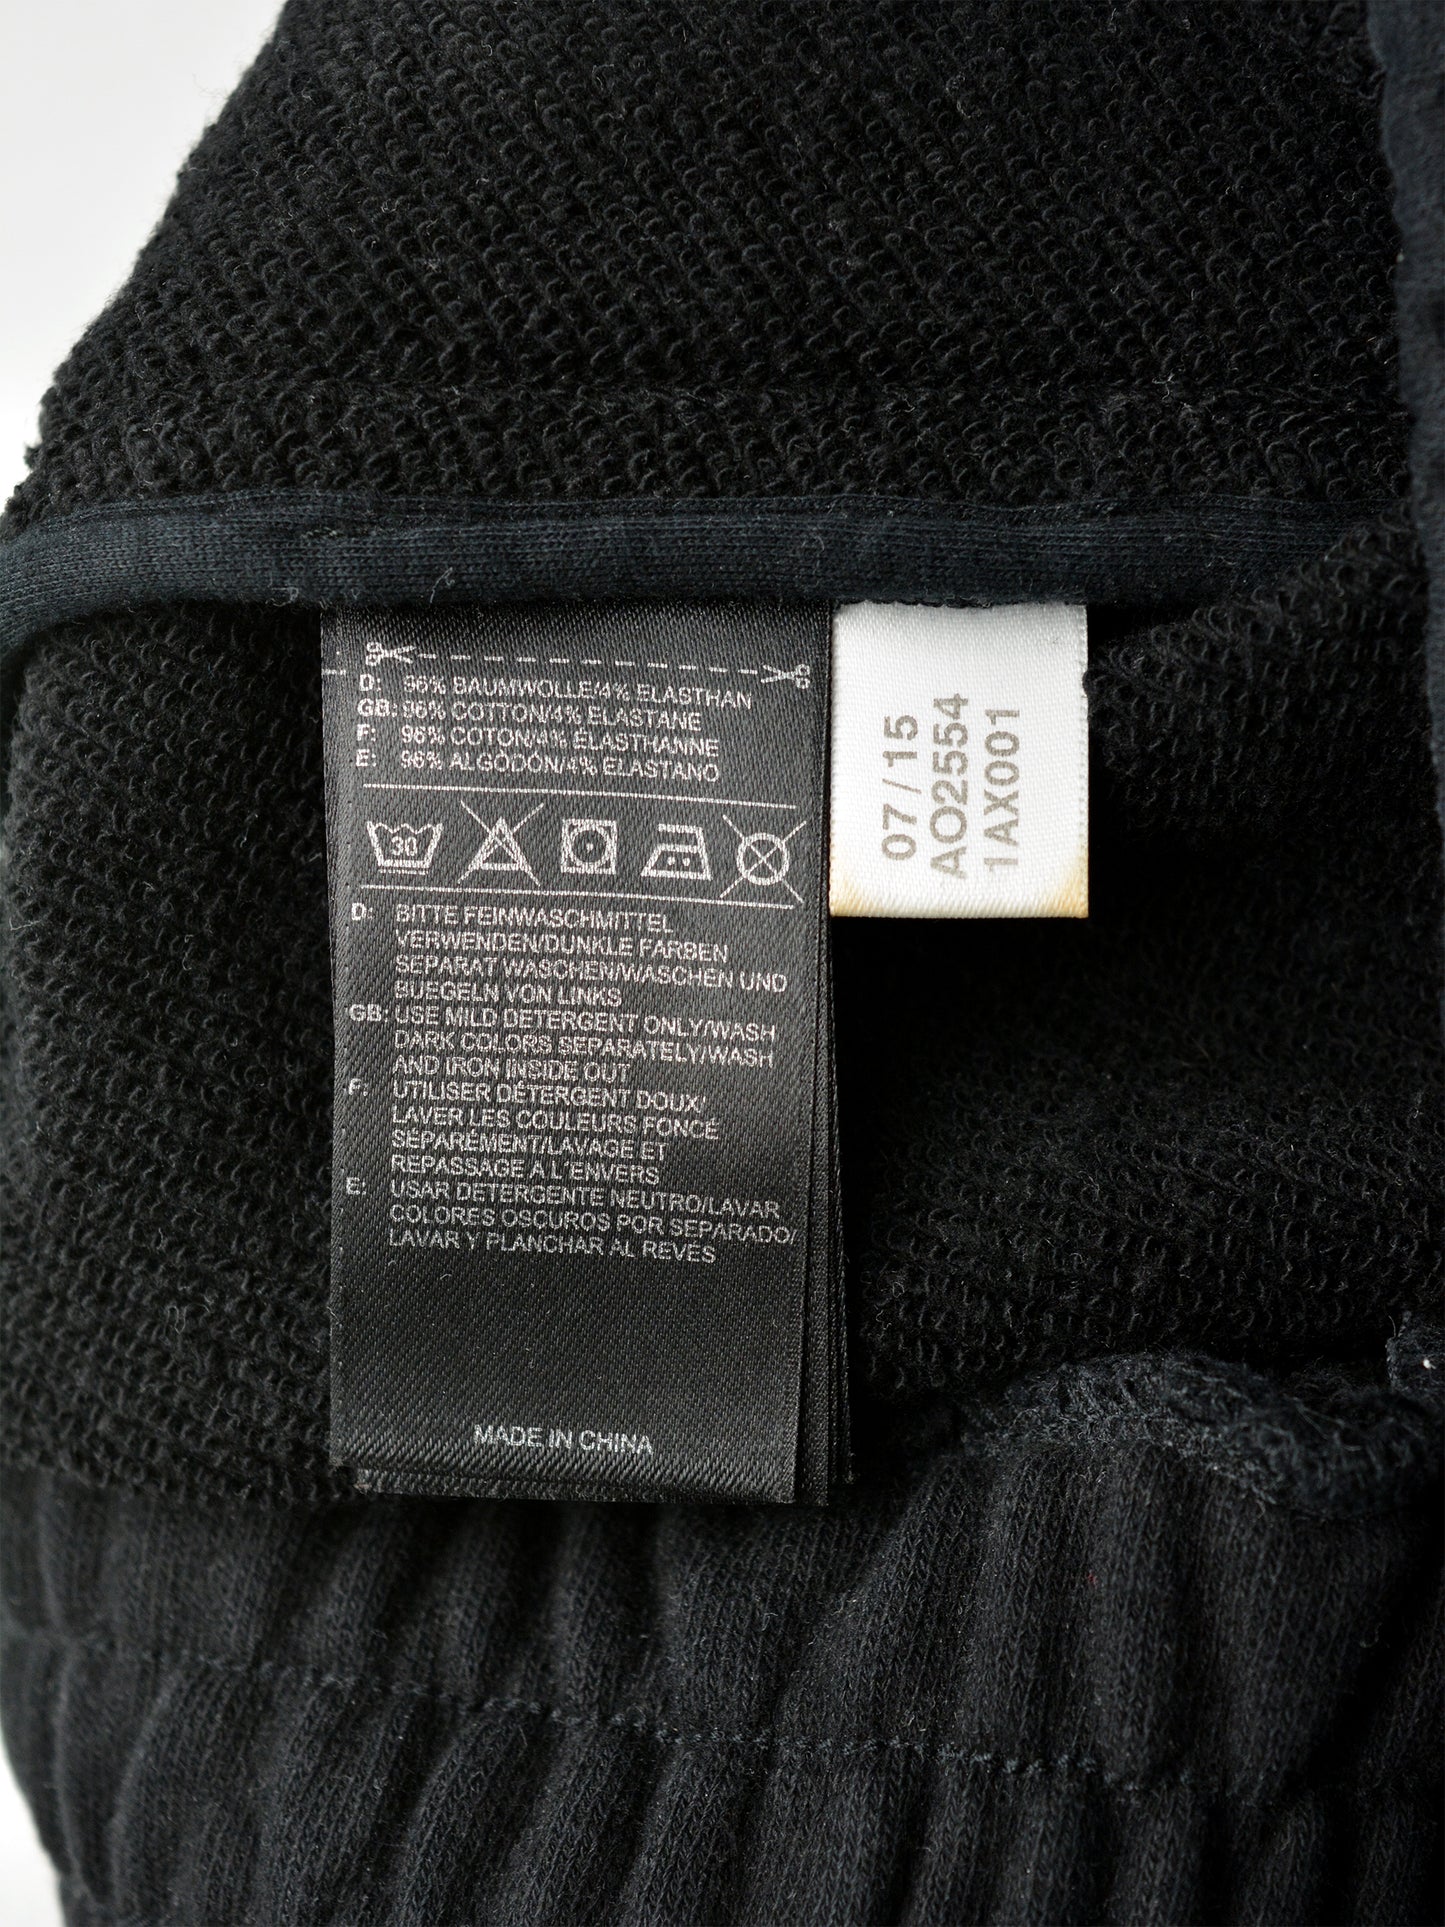 D: 96% BAUMWOLLE/4% ELASTHAN
GB: 96% COTTON/4% ELASTANE
F: 96% COTON/4% ÉLASTHANNE
E: 96% ALGODÓN/4% ELASTANO
30
D: BITTE FEINWASCHMITTEL
VERWENDEN/DUNKLE FARBEN
SEPARAT WASCHEN/WASCHEN UND
BUEGELN VON LINKS
GB: USE MILD DETERGENT ONLY/WASH
DARK COLORS SEPARATELY/WASH
AND IRON INSIDE OUT
F: UTILISER DÉTERGENT DOUX/
LAVER LES COULEURS FONCÉ
SÉPARÉMENT/LAVAGE ET
REPASSAGE A L'ENVERS
E: USAR DETERGENTE NEUTRO/LAVAR
COLORES OSCUROS POR SEPARADO/
LAVAR Y PLANCHAR AL REVÉS
MADE IN CHINA
07/15
AO2554
1AX001